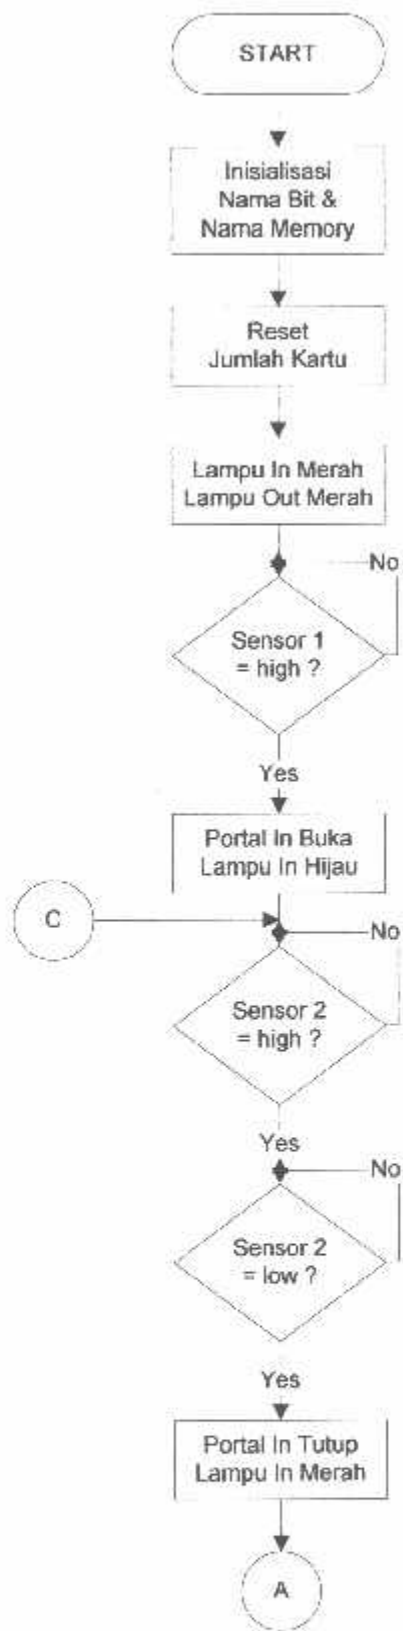 START
Inisialisasi
Nama Bit &
Nama Memory
Reset
Jumlah Kartu
Lampu In Merah
Lampu Out Merah
No
Sensor 1
= high ?
Yes
Portal In Buka
Lampu In Hijau
C
No
Sensor 2
= high ?
Yes
No
Sensor 2
= low ?
Yes
Portal In Tutup
Lampu In Merah
A